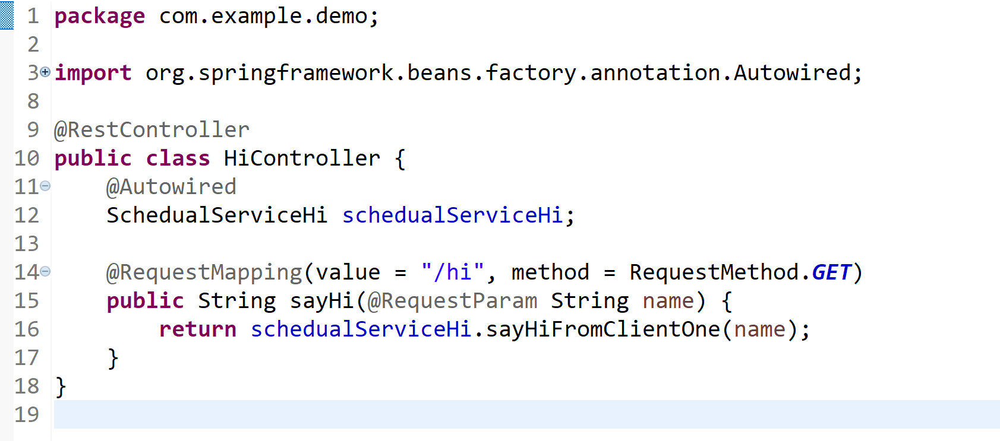 1 package com.example.demo;
2
3 import org.springframework.beans.factory.annotation.Autowired;
8
9 @RestController
10 public class HiController {
11     @Autowired
12     SchedualServiceHi schedualServiceHi;
13
14     @RequestMapping(value = "/hi", method = RequestMethod.GET)
15     public String sayHi(@RequestParam String name) {
16         return schedualServiceHi.sayHiFromClientOne(name);
17     }
18 }
19